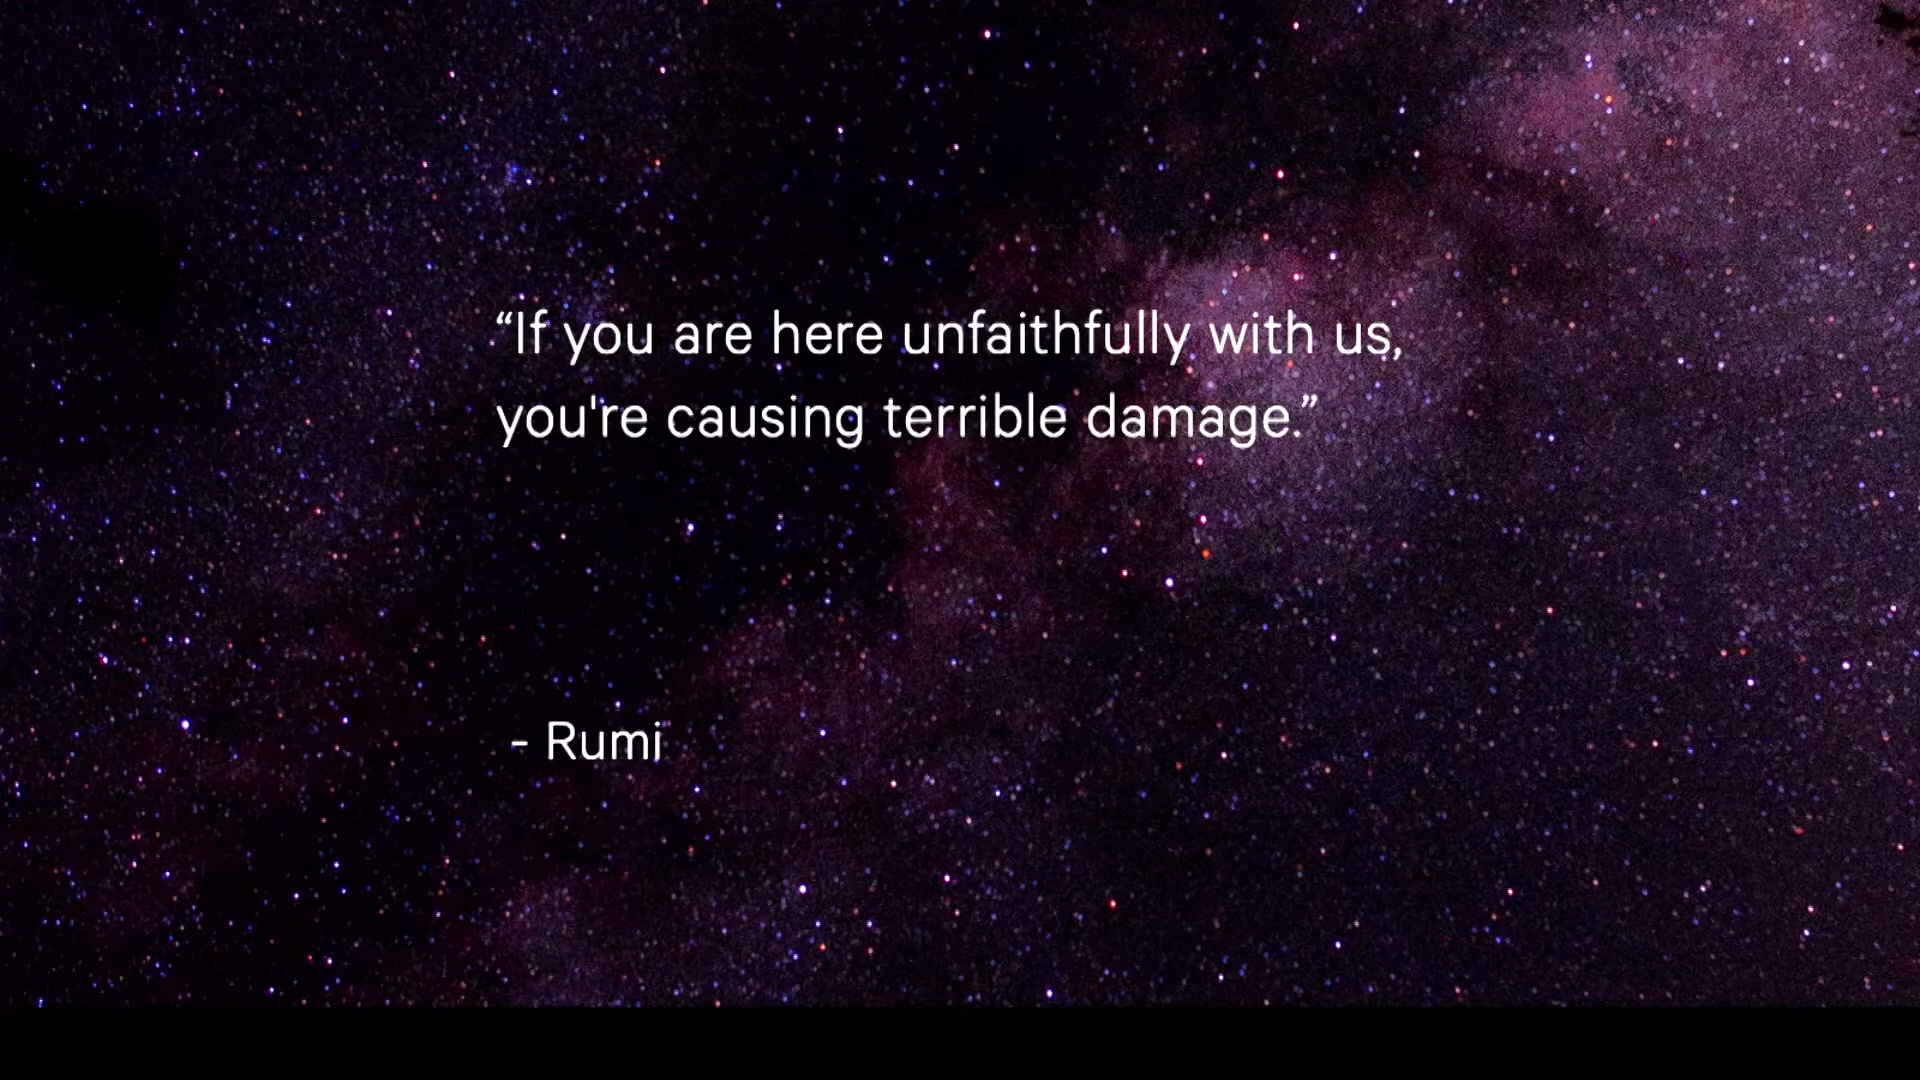 “If you are here unfaithfully with us,
you're causing terrible damage.”
- Rumi